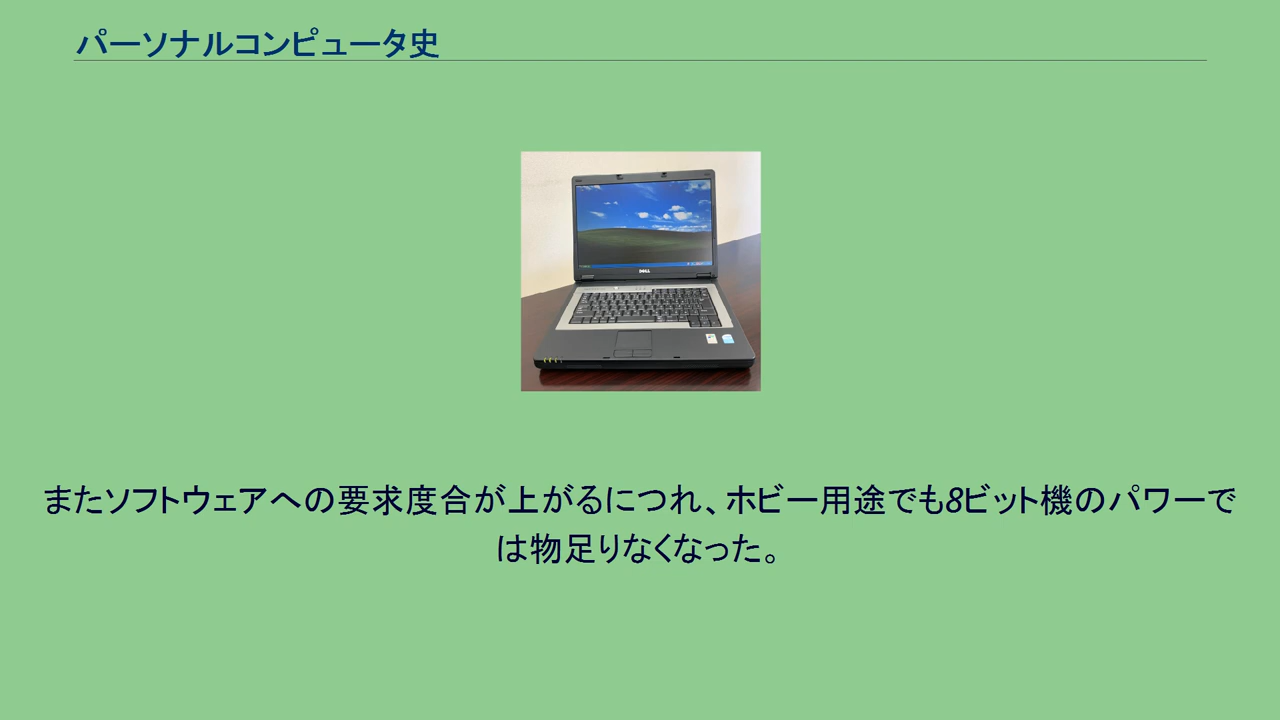 パーソナルコンピュータ史
DELL
またソフトウェアへの要求度合が上がるにつれ、ホビー用途でも8ビット機のパワーで
は物足りなくなった。